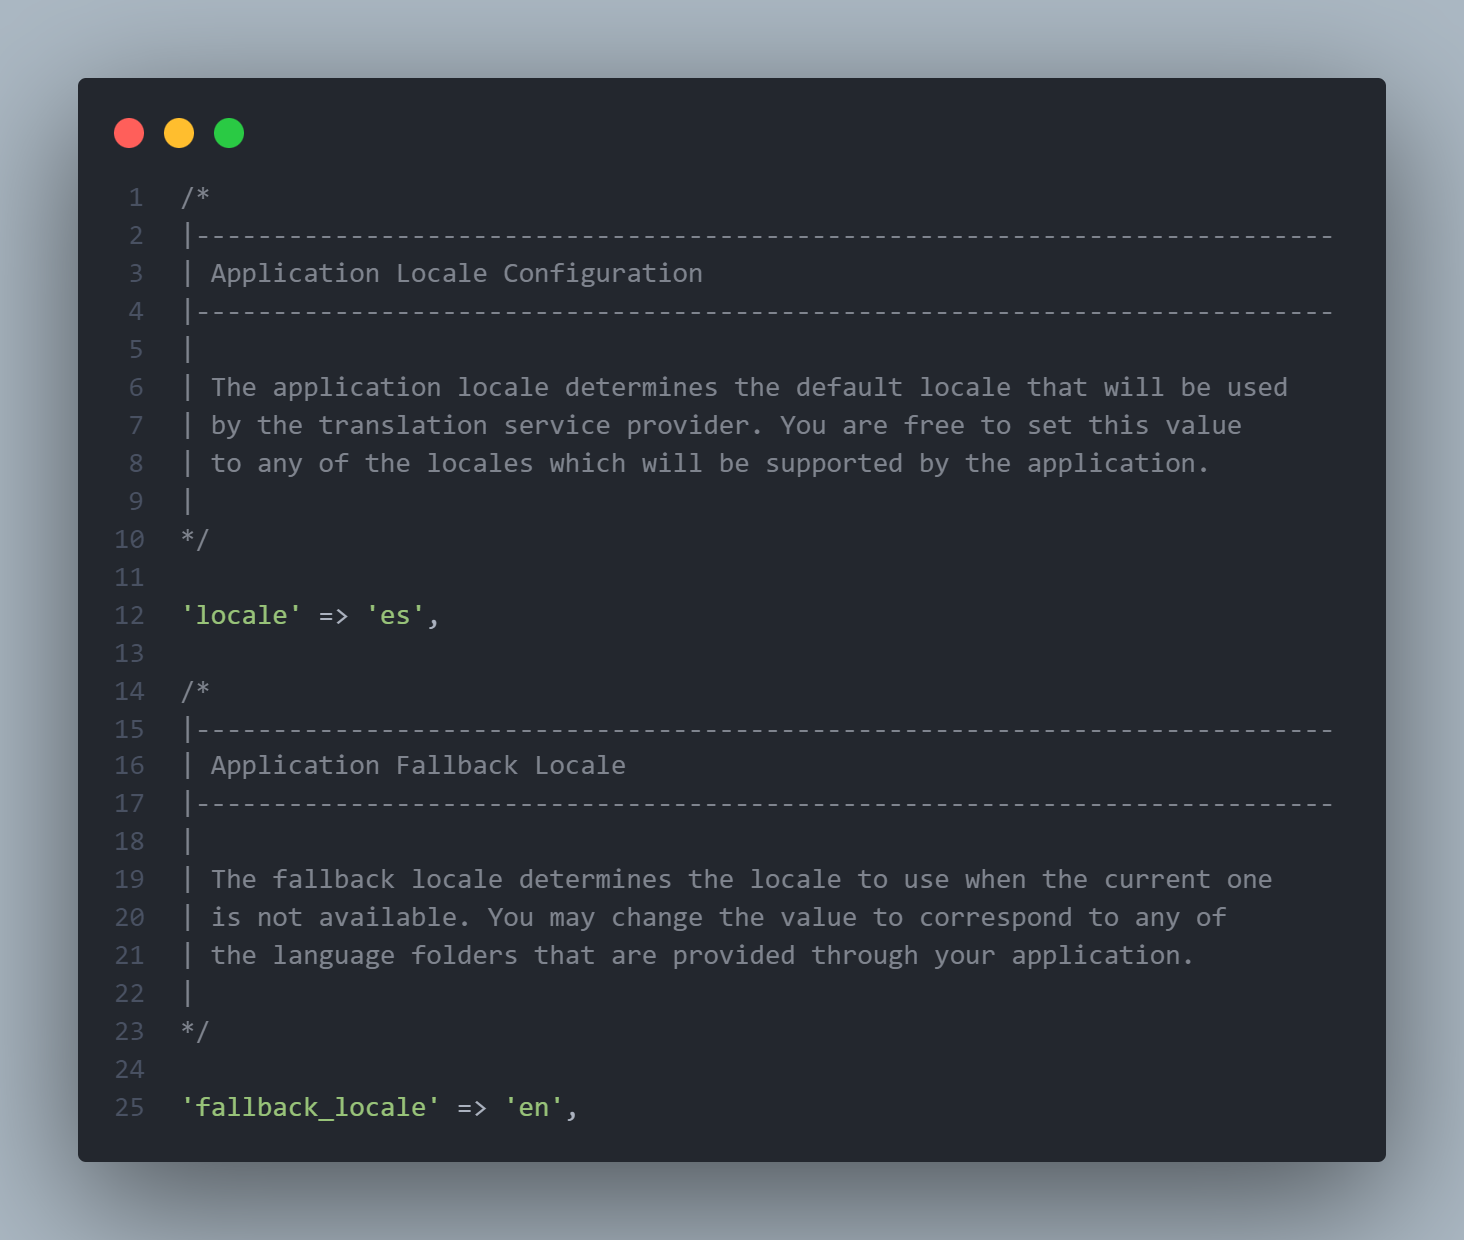 1 /*
2 |--------------------------------------------------------------------------
3 | Application Locale Configuration
4 |--------------------------------------------------------------------------
5 |
6 | The application locale determines the default locale that will be used
7 | by the translation service provider. You are free to set this value
8 | to any of the locales which will be supported by the application.
9 |
10 */
11
12 'locale' => 'es',
13
14 /*
15 |--------------------------------------------------------------------------
16 | Application Fallback Locale
17 |--------------------------------------------------------------------------
18 |
19 | The fallback locale determines the locale to use when the current one
20 | is not available. You may change the value to correspond to any of
21 | the language folders that are provided through your application.
22 |
23 */
24
25 'fallback_locale' => 'en',